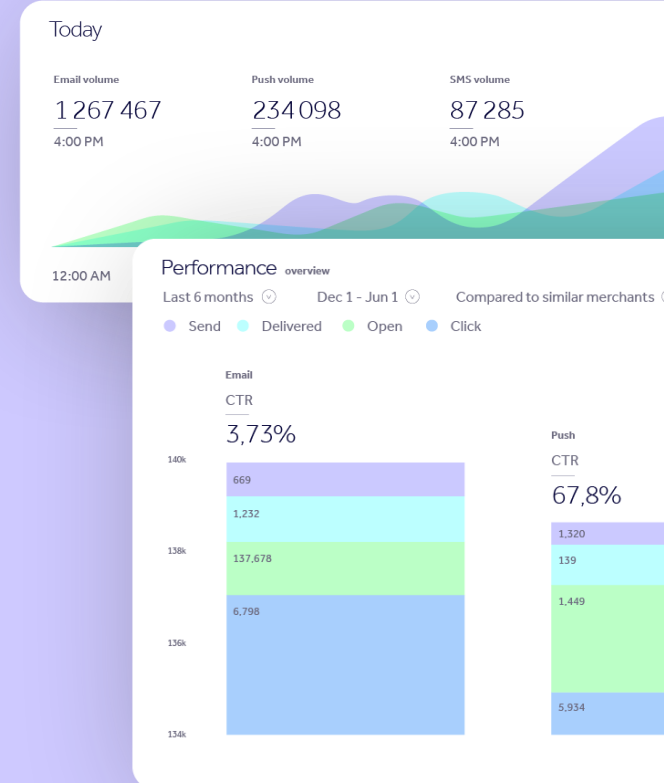 Today
Email volume
Push volume
SMS volume
1 267 467
234 098
87 285
4:00 PM
4:00 PM
4:00 PM
12:00 AM
Performance overview
Last 6 months
Dec 1 - Jun 1
Compared to similar merchants
Send
Delivered
Open
Click
Email
CTR
3,73%
Push
CTR
67,8%
140k
138k
136k
134k
669
1,232
137,678
6,798
1,320
139
1,449
5,934